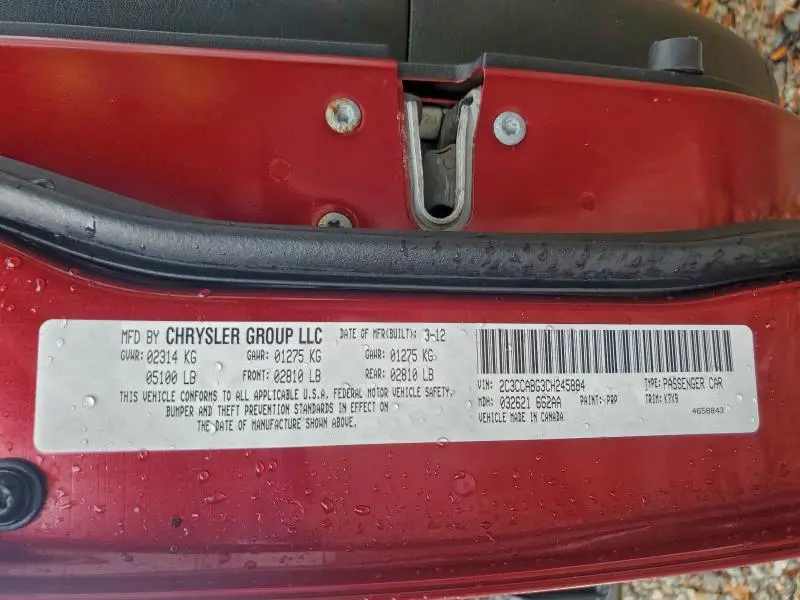 MFD BY CHRYSLER GROUP LLC DATE OF MFR(BUILT): 3-12
GVWR: 02314 KG GAWR: 01275 KG GAWR: 01275 KG
05100 LB FRONT: 02810 LB REAR: 02810 LB
THIS VEHICLE CONFORMS TO ALL APPLICABLE U.S.A. FEDERAL MOTOR VEHICLE SAFETY,
BUMPER AND THEFT PREVENTION STANDARDS IN EFFECT ON
THE DATE OF MANUFACTURE SHOWN ABOVE.
VIN: 2C3CCABG3CH245884 TYPE: PASSENGER CAR
MDH: 032621 662AA PAINT: PRP TRIM: K7X9
VEHICLE MADE IN CANADA 4658843